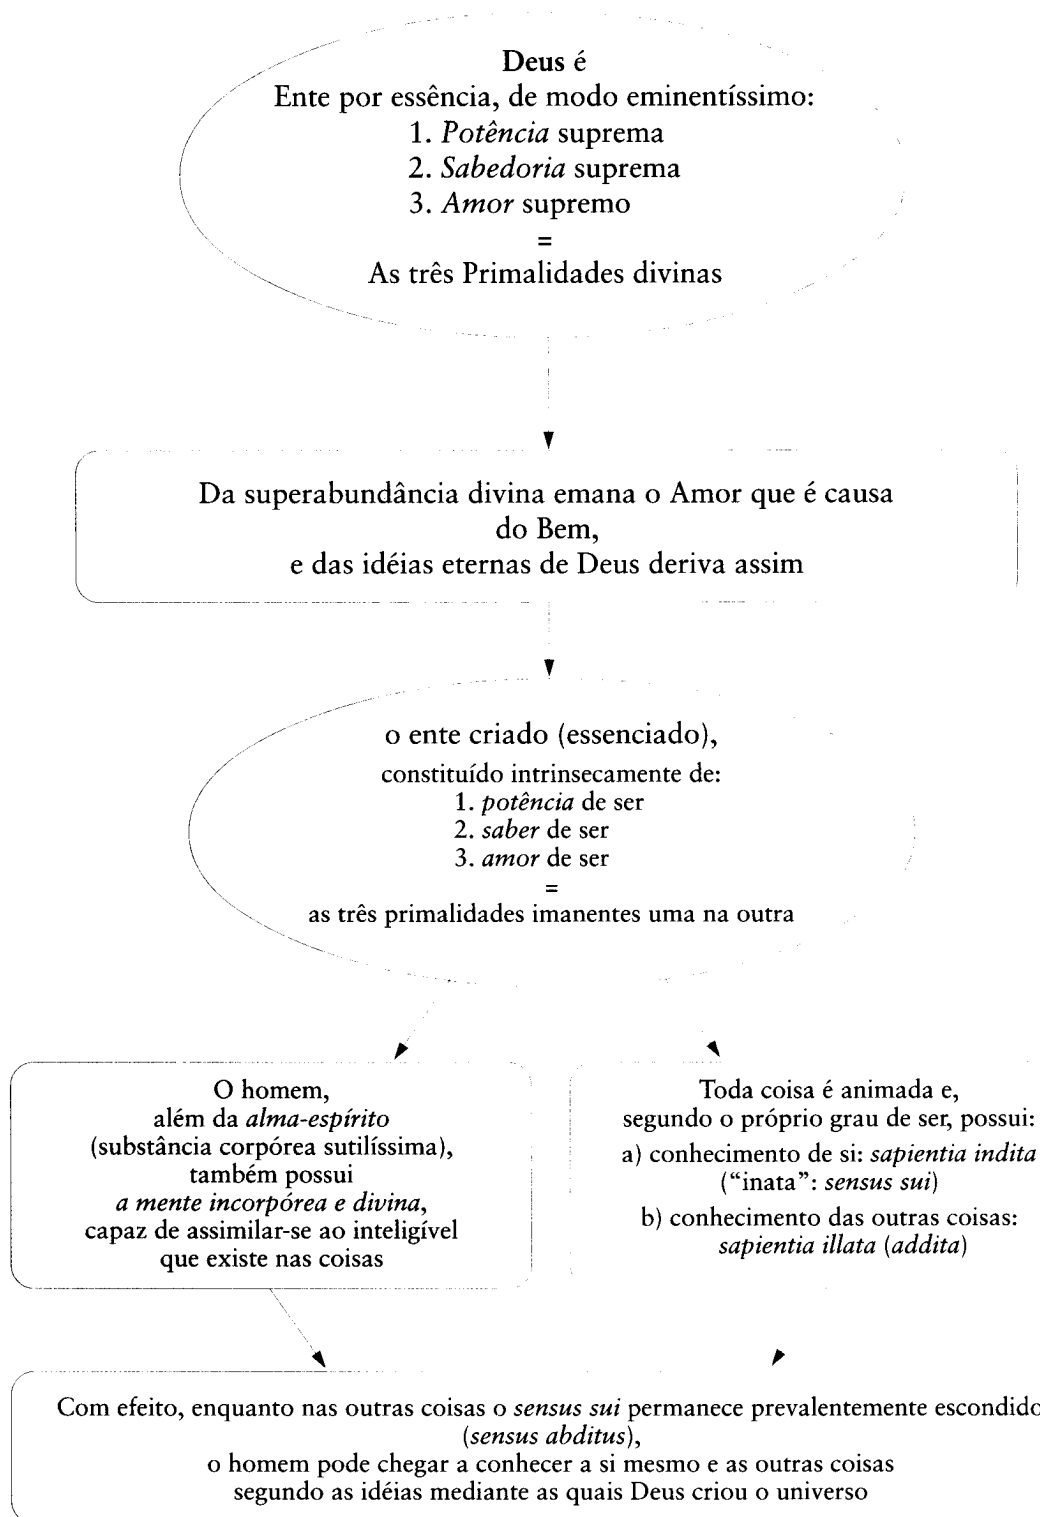 Deus é
Ente por essência, de modo eminentíssimo:
1. Potência suprema
2. Sabedoria suprema
3. Amor supremo
=
As três Primalidades divinas
Da superabundância divina emana o Amor que é causa
do Bem,
e das idéias eternas de Deus deriva assim
o ente criado (essenciado),
constituído intrinsecamente de:
1. potência de ser
2. saber de ser
3. amor de ser
=
as três primalidades imanentes uma na outra
O homem,
além da alma-espírito
(substância corpórea sutilíssima),
também possui
a mente incorpórea e divina,
capaz de assimilar-se ao inteligível
que existe nas coisas
Toda coisa é animada e,
segundo o próprio grau de ser, possui:
a) conhecimento de si: sapientia indita
(“inata”: sensus sui)
b) conhecimento das outras coisas:
sapientia illata (addita)
Com efeito, enquanto nas outras coisas o sensus sui permanece prevalentemente escondido
(sensus abditus),
o homem pode chegar a conhecer a si mesmo e as outras coisas
segundo as idéias mediante as quais Deus criou o universo